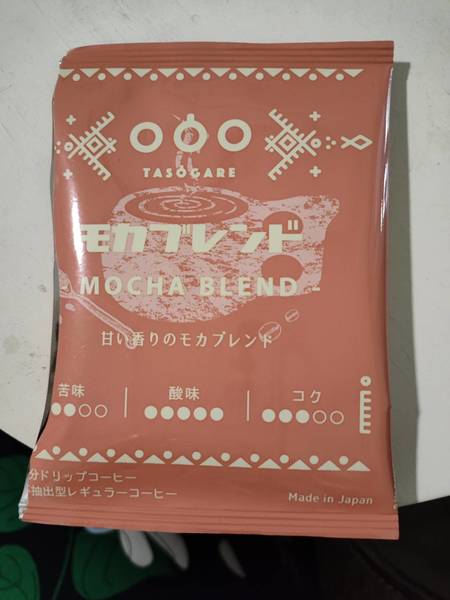 TASOGARE
モカブレンド
- MOCHA BLEND -
甘い香りのモカブレンド
苦味 | 酸味 | コク
●●○○ | ●●●●● | ●●●○○
分ドリップコーヒー
抽出型レギュラーコーヒー
Made in Japan